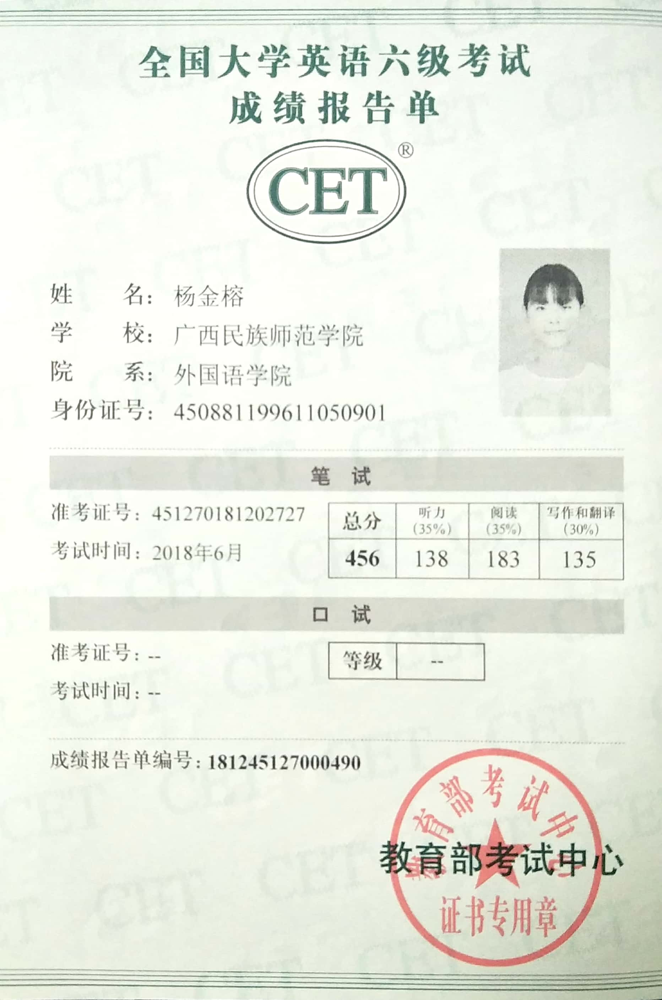 全国大学英语六级考试
成绩报告单
CET®
姓 名： 杨金榕
学 校： 广西民族师范学院
院 系： 外国语学院
身份证号： 450881199611050901
笔 试
准考证号：451270181202727
考试时间：2018年6月
总分 听力(35%) 阅读(35%) 写作和翻译(30%)
456 138 183 135
口 试
准考证号：--
考试时间：--
等级 --
成绩报告单编号：181245127000490
教育部考试中心
教育部考试中心
证书专用章